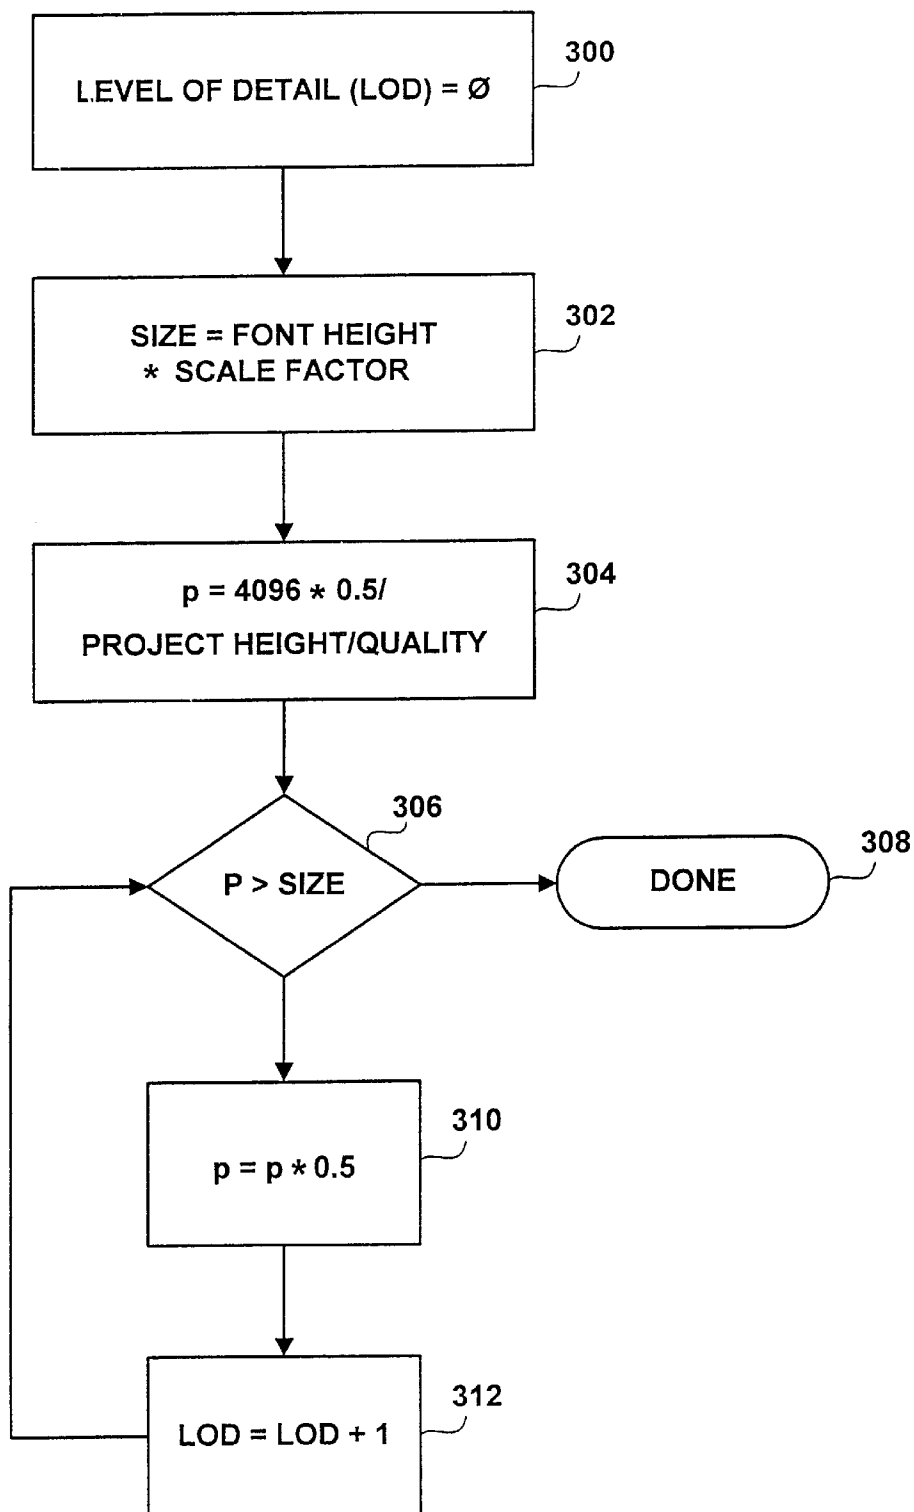 LEVEL OF DETAIL (LOD) = Ø
300
SIZE = FONT HEIGHT
* SCALE FACTOR
302
p = 4096 * 0.5/
PROJECT HEIGHT/QUALITY
304
P > SIZE
306
DONE
308
p = p * 0.5
310
LOD = LOD + 1
312